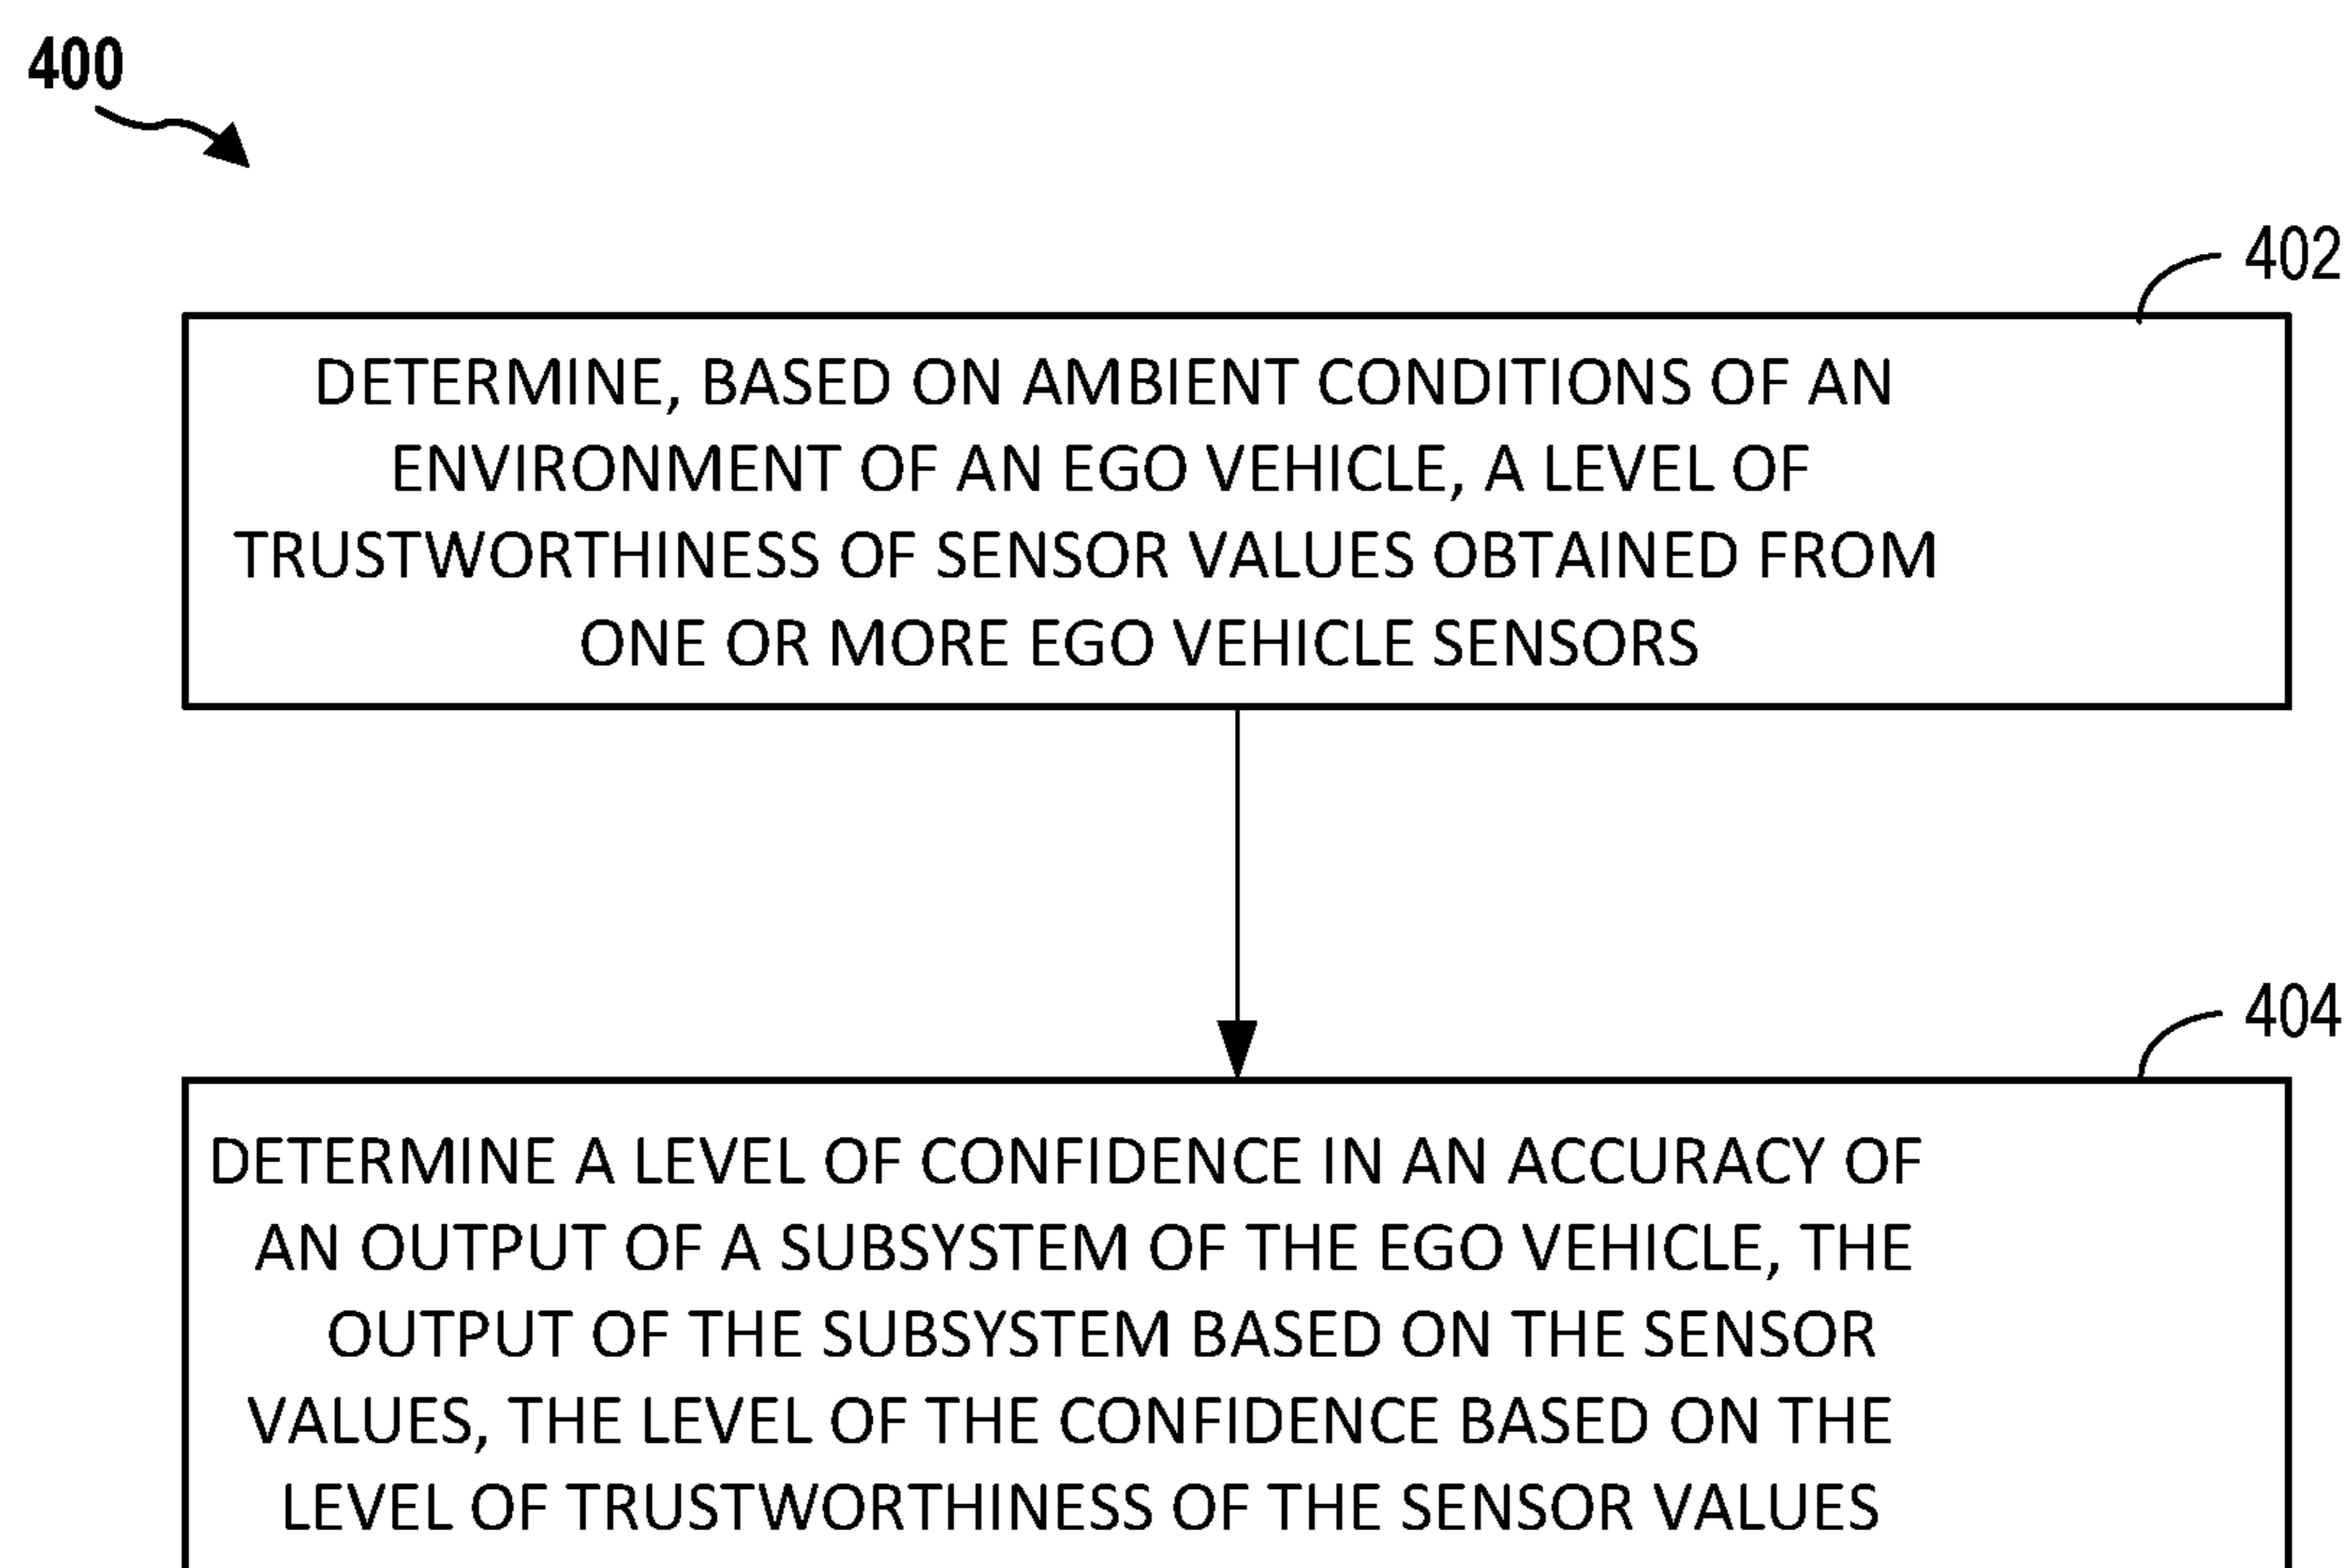 400
402
DETERMINE, BASED ON AMBIENT CONDITIONS OF AN
ENVIRONMENT OF AN EGO VEHICLE, A LEVEL OF
TRUSTWORTHINESS OF SENSOR VALUES OBTAINED FROM
ONE OR MORE EGO VEHICLE SENSORS
404
DETERMINE A LEVEL OF CONFIDENCE IN AN ACCURACY OF
AN OUTPUT OF A SUBSYSTEM OF THE EGO VEHICLE, THE
OUTPUT OF THE SUBSYSTEM BASED ON THE SENSOR
VALUES, THE LEVEL OF THE CONFIDENCE BASED ON THE
LEVEL OF TRUSTWORTHINESS OF THE SENSOR VALUES